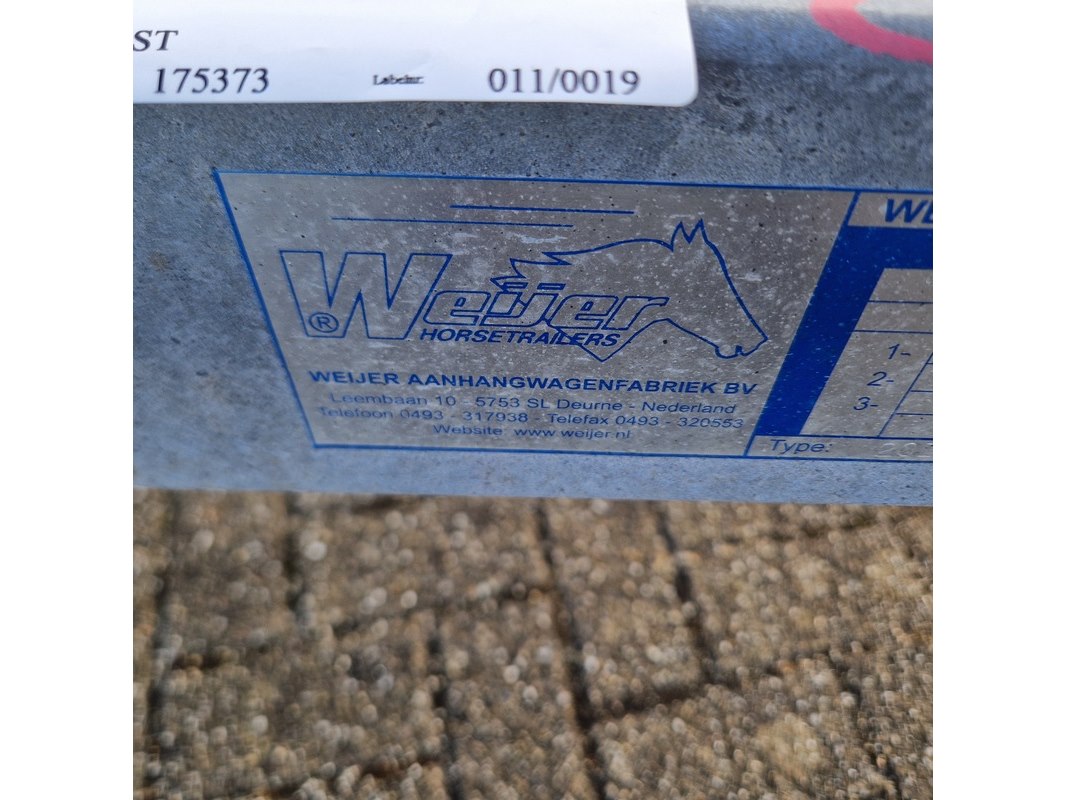 ST
175373 Labelnr. 011/0019
Weijer
® HORSETRAILERS
WEIJER AANHANGWAGENFABRIEK BV
Leembaan 10 - 5753 SL Deurne - Nederland
Telefoon 0493 - 317938 - Telefax 0493 - 320553
Website: www.weijer.nl
1-
2-
3-
Type: